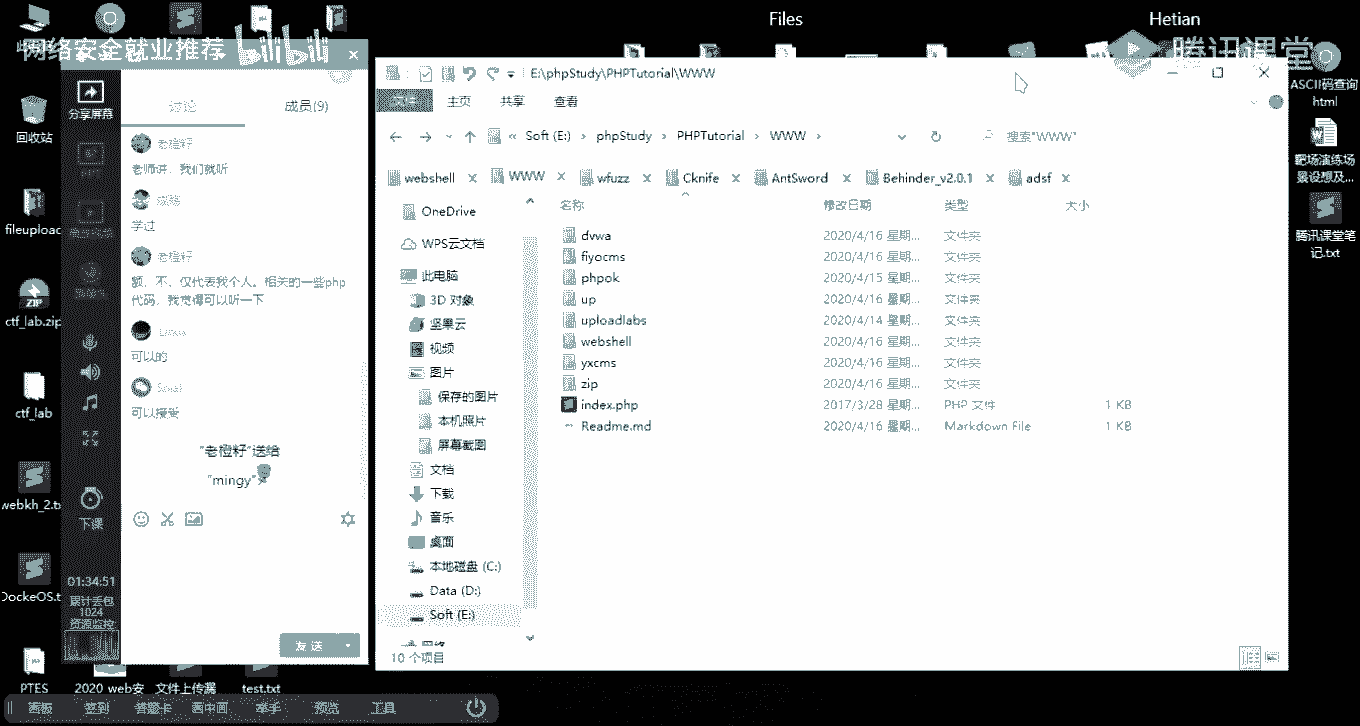 Files
Hetian
网络安全就业推荐 bilibili
腾讯课堂
回收站
fileupload
ctf_lab.zip
ctf_lab
webkh_2.t
DockeOS.t
PTES
2020 web安
文件上传漏
test.txt
分享屏幕
下课
01:34:51
累计丢包
1024
资源监控
讨论
成员(9)
老橙籽
老师讲，我们就听
学过
老橙籽
额，不，仅代表我个人。相关的一些php
代码，我觉得可以听一下
Linux
可以的
可以接受
"老橙籽"送给
"mingy"
发送
E:\phpStudy\PHPTutorial\WWW
文件
主页
共享
查看
« Soft (E:) › phpStudy › PHPTutorial › WWW ›
搜索"WWW"
webshell
WWW
wfuzz
Cknife
AntSword
Behinder_v2.0.1
adsf
OneDrive
WPS云文档
此电脑
3D 对象
坚果云
视频
图片
保存的图片
本机照片
屏幕截图
文档
下载
音乐
桌面
本地磁盘 (C:)
Data (D:)
Soft (E:)
网络
名称 修改日期 类型 大小
dvwa 2020/4/16 星期... 文件夹
fiyocms 2020/4/16 星期... 文件夹
phpok 2020/4/15 星期... 文件夹
up 2020/4/16 星期... 文件夹
uploadlabs 2020/4/14 星期... 文件夹
webshell 2020/4/16 星期... 文件夹
yxcms 2020/4/16 星期... 文件夹
zip 2020/4/16 星期... 文件夹
index.php 2017/3/28 星期... PHP 文件 1 KB
Readme.md 2020/4/16 星期... Markdown File 1 KB
10 个项目
ASCII码查询
html
靶场演练场
景设想及...
腾讯课堂笔
记.txt
画板
签到
答题卡
画中画
举手
预览
工具